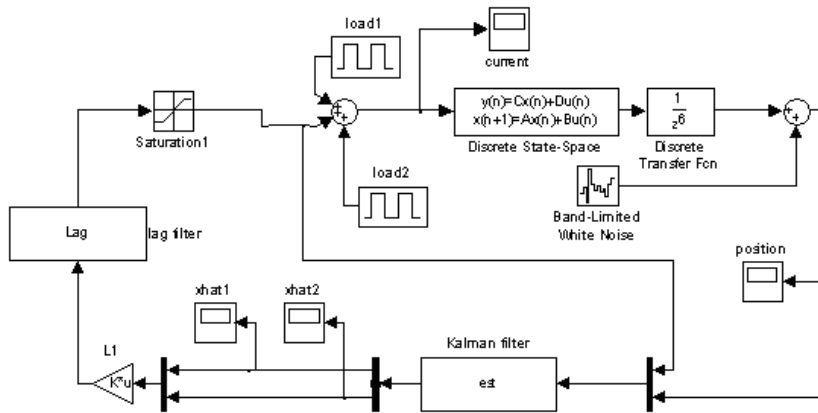 load1
current
y(n)=Cx(n)+Du(n)
x(n+1)=Ax(n)+Bu(n)
Discrete State-Space
1
z6
Discrete
Transfer Fcn
Saturation1
load2
Band-Limited
White Noise
Lag
lag filter
position
xhat1
xhat2
Kalman filter
L1
K*u
est